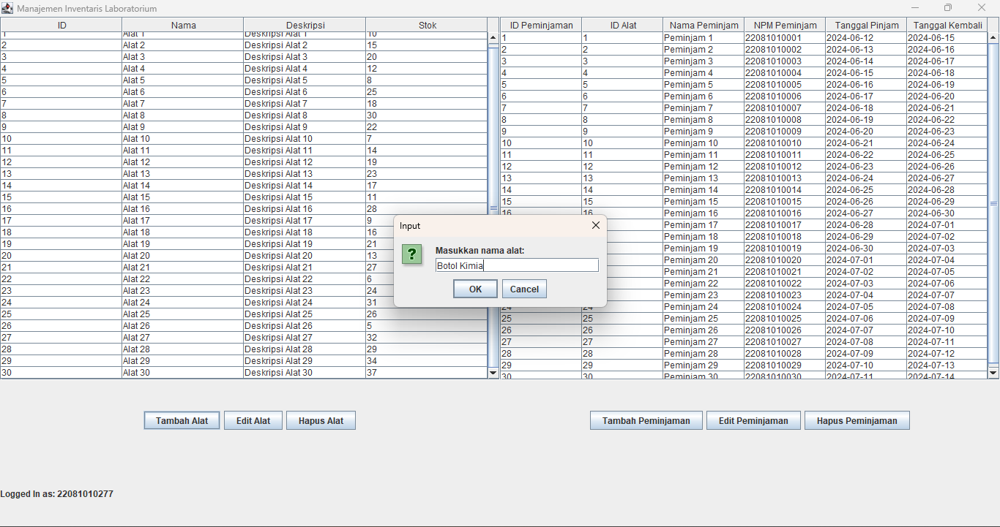 Manajemen Inventaris Laboratorium
ID Nama Deskripsi Stok
1 Alat 1 Deskripsi Alat 1 10
2 Alat 2 Deskripsi Alat 2 15
3 Alat 3 Deskripsi Alat 3 20
4 Alat 4 Deskripsi Alat 4 12
5 Alat 5 Deskripsi Alat 5 8
6 Alat 6 Deskripsi Alat 6 25
7 Alat 7 Deskripsi Alat 7 18
8 Alat 8 Deskripsi Alat 8 30
9 Alat 9 Deskripsi Alat 9 22
10 Alat 10 Deskripsi Alat 10 7
11 Alat 11 Deskripsi Alat 11 14
12 Alat 12 Deskripsi Alat 12 19
13 Alat 13 Deskripsi Alat 13 23
14 Alat 14 Deskripsi Alat 14 17
15 Alat 15 Deskripsi Alat 15 11
16 Alat 16 Deskripsi Alat 16 28
17 Alat 17 Deskripsi Alat 17 9
18 Alat 18 Deskripsi Alat 18 16
19 Alat 19 Deskripsi Alat 19 21
20 Alat 20 Deskripsi Alat 20 13
21 Alat 21 Deskripsi Alat 21 27
22 Alat 22 Deskripsi Alat 22 6
23 Alat 23 Deskripsi Alat 23 24
24 Alat 24 Deskripsi Alat 24 31
25 Alat 25 Deskripsi Alat 25 26
26 Alat 26 Deskripsi Alat 26 5
27 Alat 27 Deskripsi Alat 27 32
28 Alat 28 Deskripsi Alat 28 29
29 Alat 29 Deskripsi Alat 29 34
30 Alat 30 Deskripsi Alat 30 37
ID Peminjaman ID Alat Nama Peminjam NPM Peminjam Tanggal Pinjam Tanggal Kembali
1 1 Peminjam 1 22081010001 2024-06-12 2024-06-15
2 2 Peminjam 2 22081010002 2024-06-13 2024-06-16
3 3 Peminjam 3 22081010003 2024-06-14 2024-06-17
4 4 Peminjam 4 22081010004 2024-06-15 2024-06-18
5 5 Peminjam 5 22081010005 2024-06-16 2024-06-19
6 6 Peminjam 6 22081010006 2024-06-17 2024-06-20
7 7 Peminjam 7 22081010007 2024-06-18 2024-06-21
8 8 Peminjam 8 22081010008 2024-06-19 2024-06-22
9 9 Peminjam 9 22081010009 2024-06-20 2024-06-23
10 10 Peminjam 10 22081010010 2024-06-21 2024-06-24
11 11 Peminjam 11 22081010011 2024-06-22 2024-06-25
12 12 Peminjam 12 22081010012 2024-06-23 2024-06-26
13 13 Peminjam 13 22081010013 2024-06-24 2024-06-27
14 14 Peminjam 14 22081010014 2024-06-25 2024-06-28
15 15 Peminjam 15 22081010015 2024-06-26 2024-06-29
16 16 Peminjam 16 22081010016 2024-06-27 2024-06-30
Peminjam 17 22081010017 2024-06-28 2024-07-01
Peminjam 18 22081010018 2024-06-29 2024-07-02
Peminjam 19 22081010019 2024-06-30 2024-07-03
Peminjam 20 22081010020 2024-07-01 2024-07-04
Peminjam 21 22081010021 2024-07-02 2024-07-05
Peminjam 22 22081010022 2024-07-03 2024-07-06
Peminjam 23 22081010023 2024-07-04 2024-07-07
24 24 Peminjam 24 22081010024 2024-07-05 2024-07-08
25 25 Peminjam 25 22081010025 2024-07-06 2024-07-09
26 26 Peminjam 26 22081010026 2024-07-07 2024-07-10
27 27 Peminjam 27 22081010027 2024-07-08 2024-07-11
28 28 Peminjam 28 22081010028 2024-07-09 2024-07-12
29 29 Peminjam 29 22081010029 2024-07-10 2024-07-13
30 30 Peminjam 30 22081010030 2024-07-11 2024-07-14
Input
?
Masukkan nama alat:
Botol Kimia
OK Cancel
Tambah Alat Edit Alat Hapus Alat
Tambah Peminjaman Edit Peminjaman Hapus Peminjaman
Logged In as: 22081010277